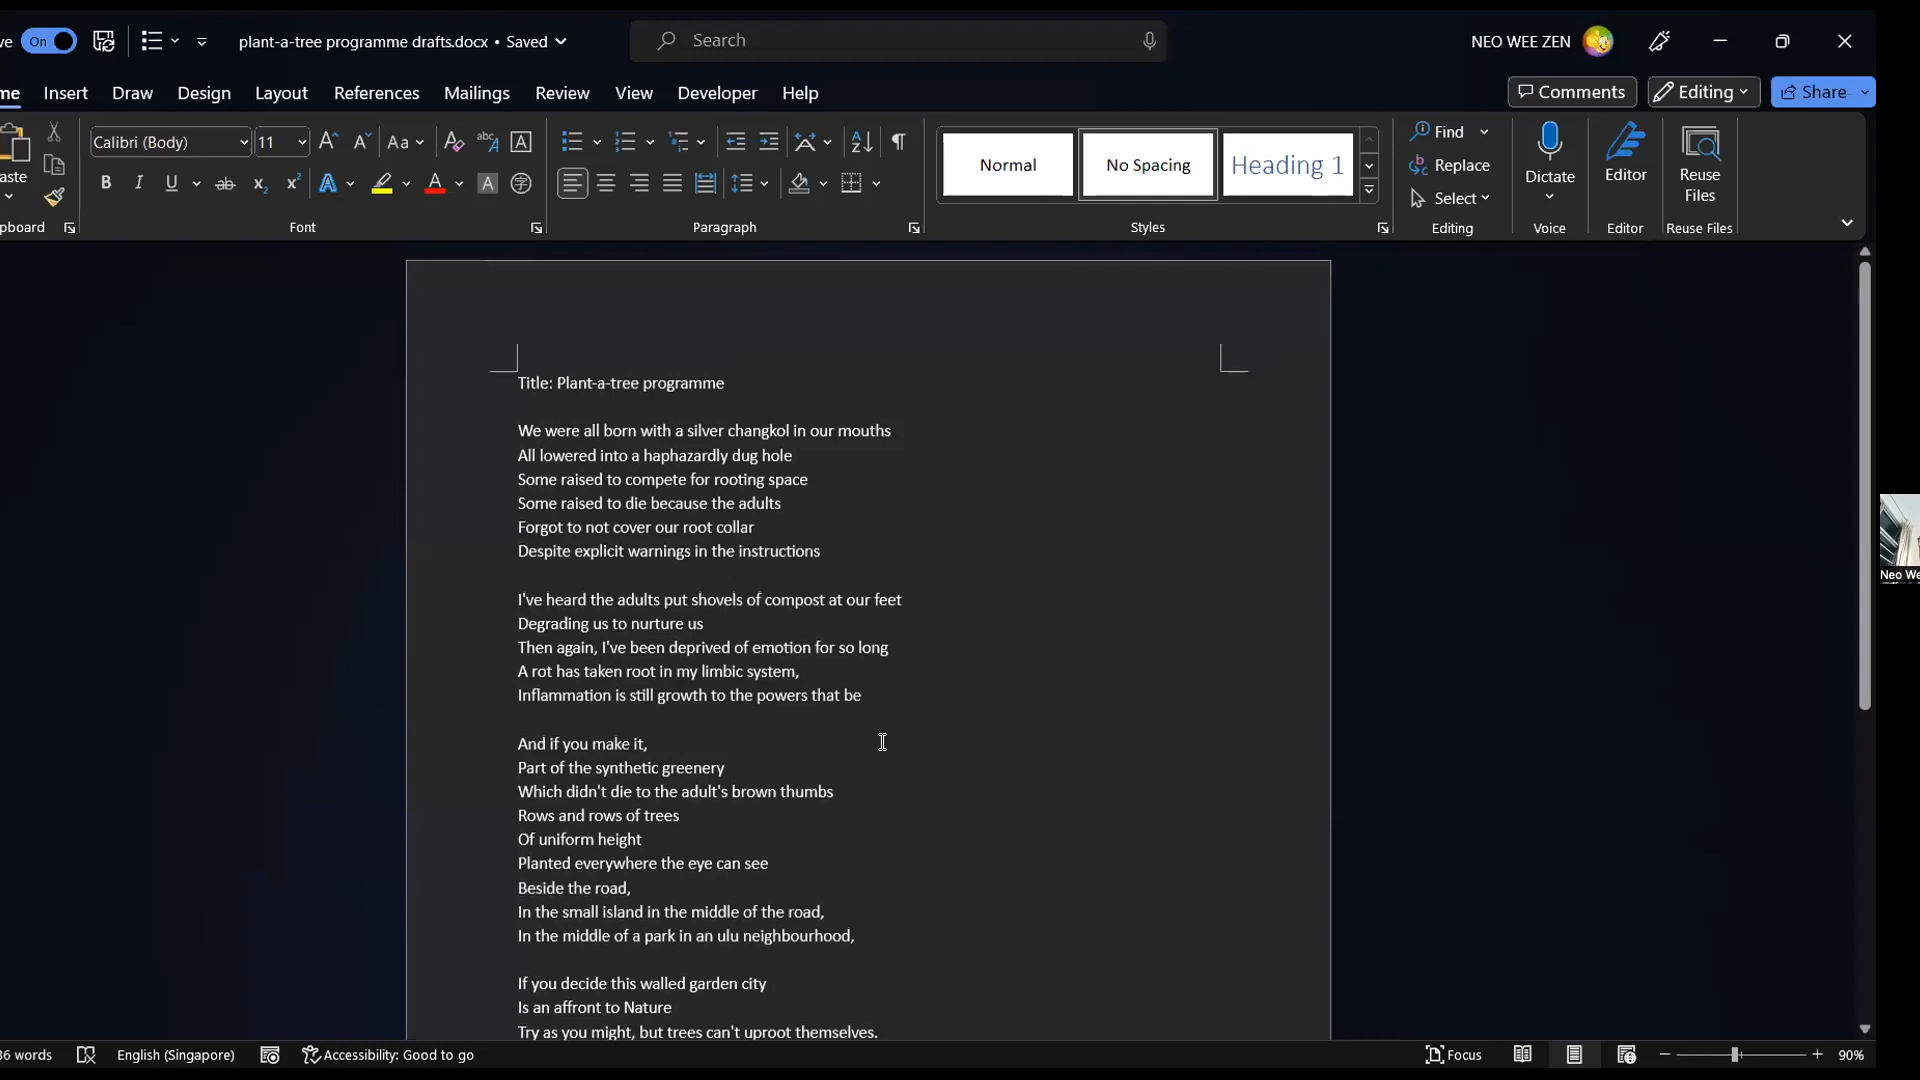 On
plant-a-tree programme drafts.docx • Saved
Search
NEO WEE ZEN
Insert Draw Design Layout References Mailings Review View Developer Help
Comments Editing Share
Calibri (Body) 11
Normal No Spacing Heading 1
Find
Replace
Select
Dictate
Editor
Reuse Files
Font Paragraph Styles Editing Voice Editor Reuse Files
Title: Plant-a-tree programme
We were all born with a silver changkol in our mouths
All lowered into a haphazardly dug hole
Some raised to compete for rooting space
Some raised to die because the adults
Forgot to not cover our root collar
Despite explicit warnings in the instructions
I've heard the adults put shovels of compost at our feet
Degrading us to nurture us
Then again, I've been deprived of emotion for so long
A rot has taken root in my limbic system,
Inflammation is still growth to the powers that be
And if you make it,
Part of the synthetic greenery
Which didn't die to the adult's brown thumbs
Rows and rows of trees
Of uniform height
Planted everywhere the eye can see
Beside the road,
In the small island in the middle of the road,
In the middle of a park in an ulu neighbourhood,
If you decide this walled garden city
Is an affront to Nature
Try as you might, but trees can't uproot themselves.
Neo We
words English (Singapore) Accessibility: Good to go Focus 90%